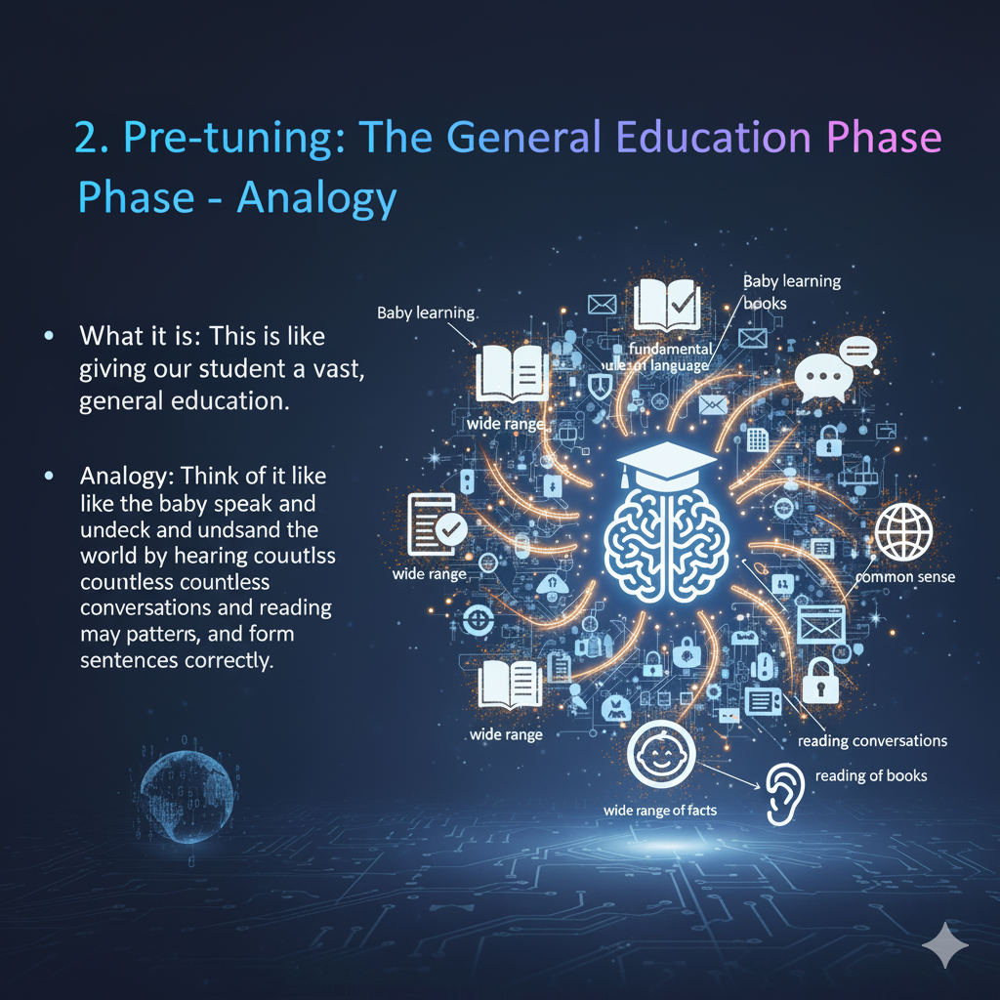 2. Pre-tuning: The General Education Phase
Phase - Analogy
• What it is: This is like
giving our student a vast,
general education.
• Analogy: Think of it like
like the baby speak and
undeck and undsand the
world by hearing coutlss
countless countless
conversations and reading
may patters, and form
sentences correctly.
Baby learning
Baby learning
books
fundamental
of language
wide range
wide range
common sense
wide range
reading conversations
reading of books
wide range of facts